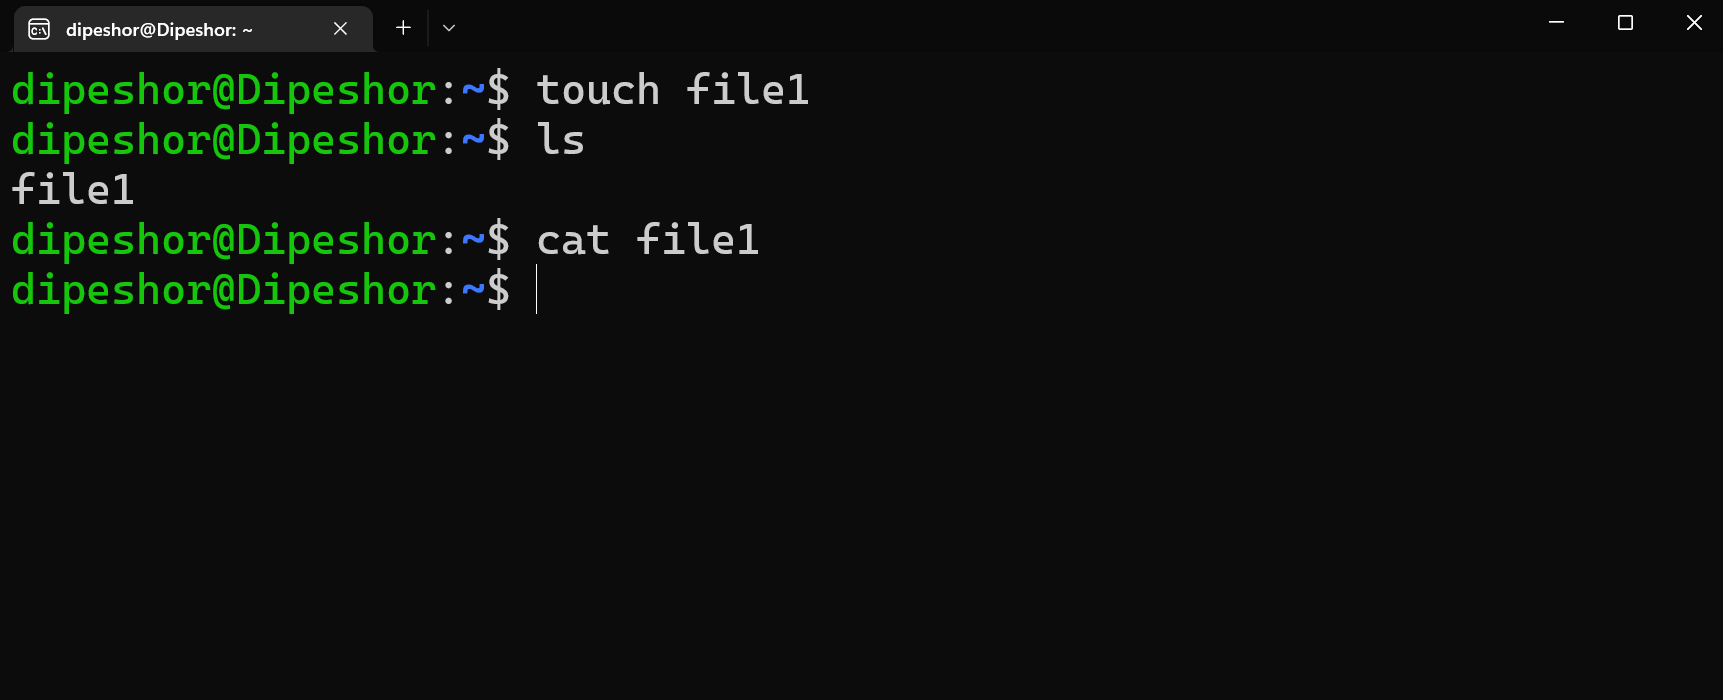 dipeshor@Dipeshor: ~
dipeshor@Dipeshor:~$ touch file1
dipeshor@Dipeshor:~$ ls
file1
dipeshor@Dipeshor:~$ cat file1
dipeshor@Dipeshor:~$